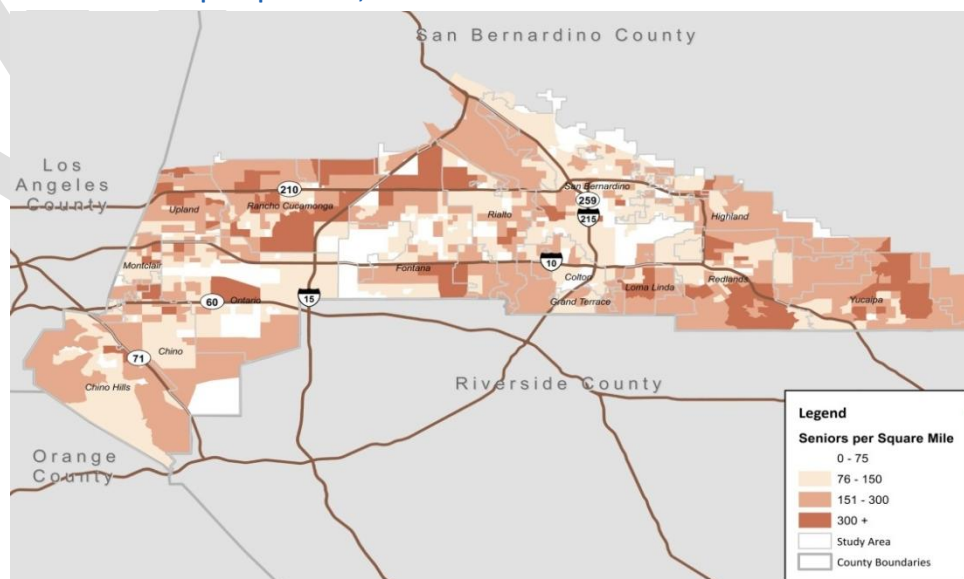 San Bernardino County
Los
Angeles
County
210
Upland
Rancho Cucamonga
San Bernardino
259
215
Rialto
Highland
Montclair
10
Fontana
Colton
Loma Linda
Redlands
60
Ontario
15
Grand Terrace
Yucaipa
Chino
71
Chino Hills
Riverside County
Orange
County
Legend
Seniors per Square Mile
0 - 75
76 - 150
151 - 300
300 +
Study Area
County Boundaries